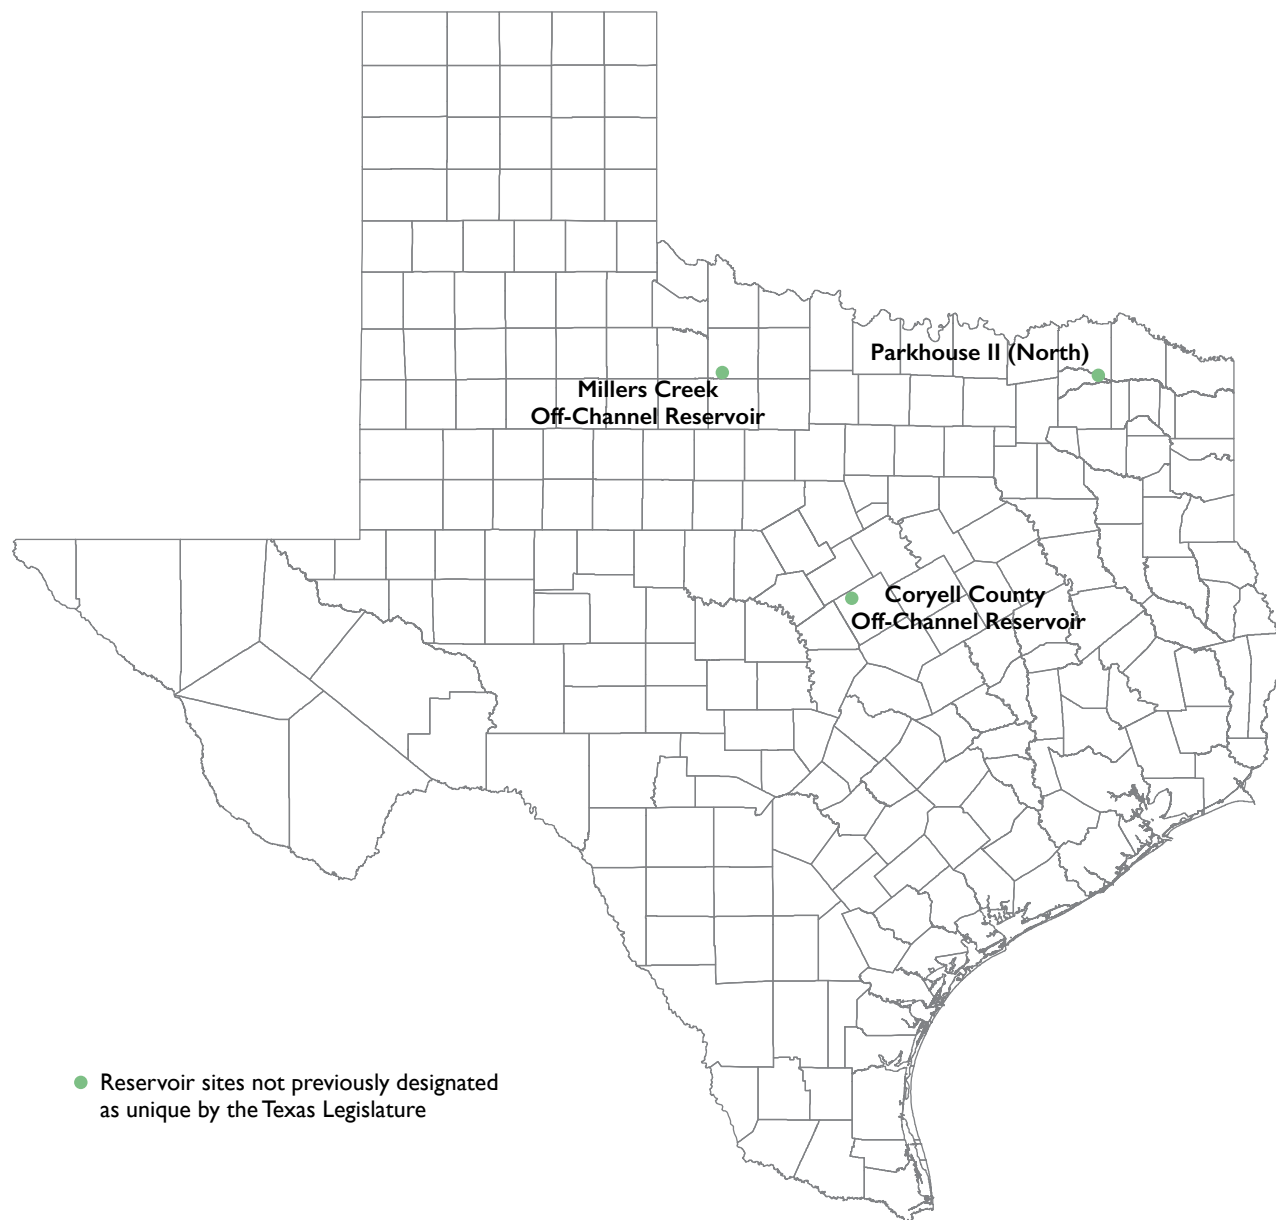 Parkhouse II (North)
Millers Creek
Off-Channel Reservoir
Coryell County
Off-Channel Reservoir
Reservoir sites not previously designated
as unique by the Texas Legislature